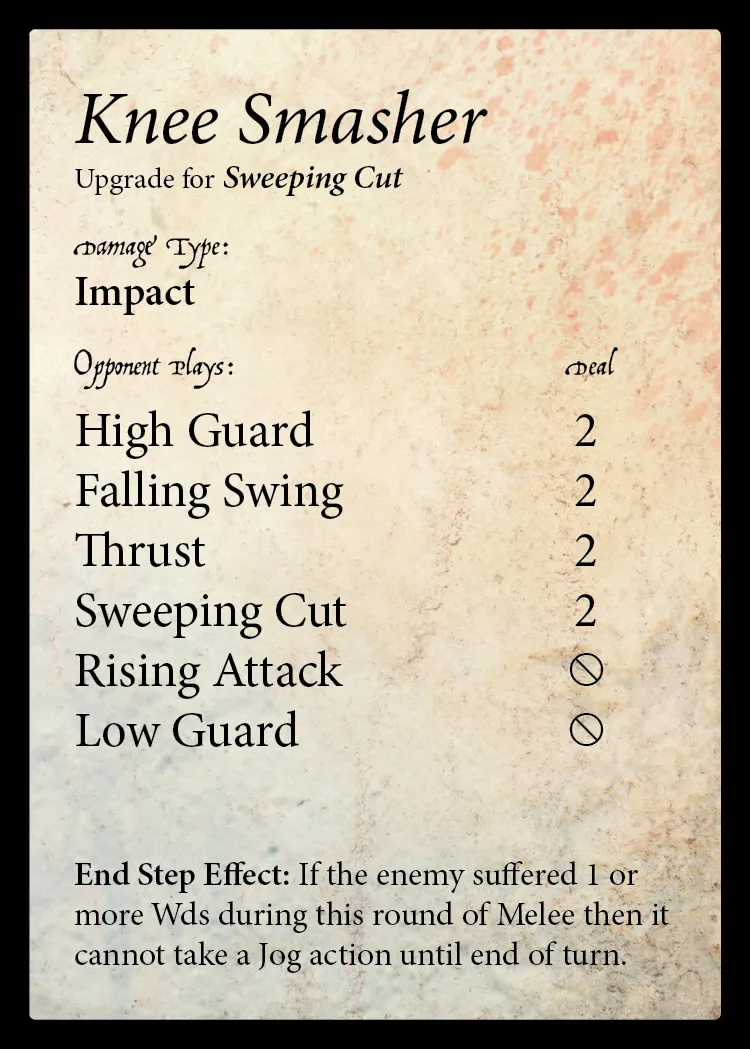 Knee Smasher
Upgrade for Sweeping Cut
Damage Type:
Impact
Opponent Plays: Deal
High Guard 2
Falling Swing 2
Thrust 2
Sweeping Cut 2
Rising Attack 🛇
Low Guard 🛇
End Step Effect: If the enemy suffered 1 or
more Wds during this round of Melee then it
cannot take a Jog action until end of turn.